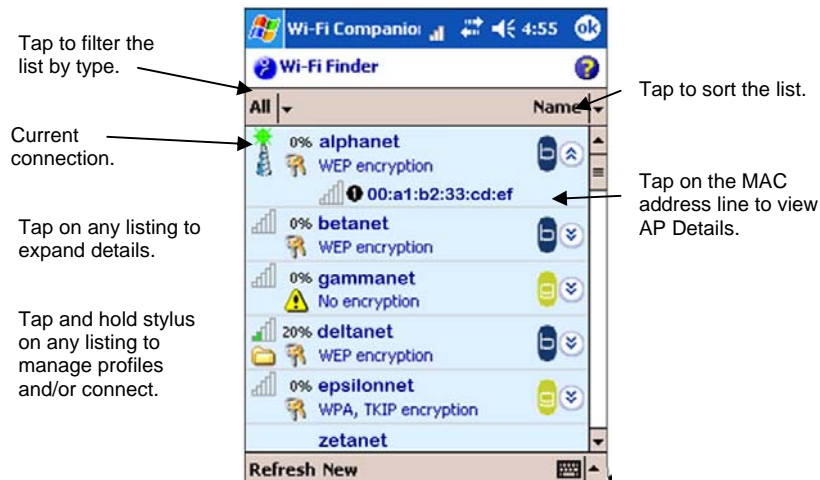 Tap to filter the
list by type.
Current
connection.
Tap on any listing to
expand details.
Tap and hold stylus
on any listing to
manage profiles
and/or connect.
Wi-Fi Companio 4:55 ok
Wi-Fi Finder ?
All Name
0% alphanet b
WEP encryption
1 00:a1:b2:33:cd:ef
0% betanet b
WEP encryption
0% gammanet g
No encryption
20% deltanet b
WEP encryption
0% epsilonnet g
WPA, TKIP encryption
zetanet
Refresh New
Tap to sort the list.
Tap on the MAC
address line to view
AP Details.